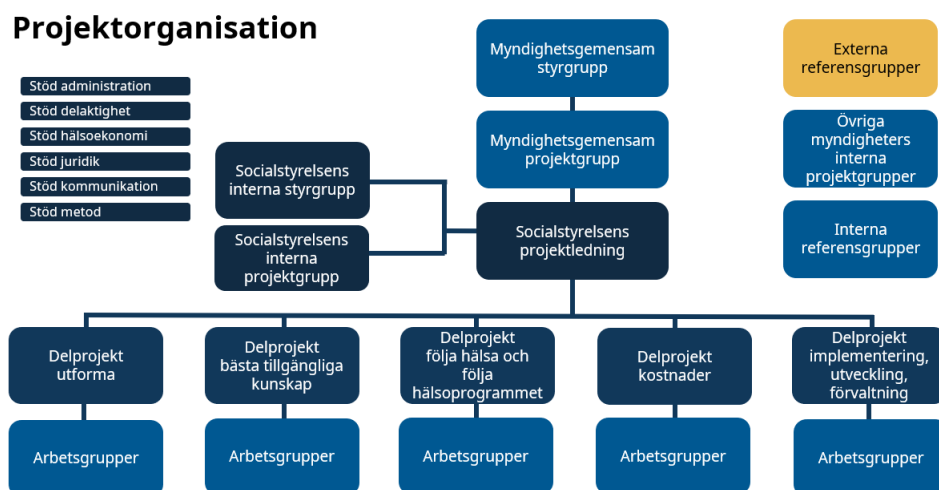 Projektorganisation
Stöd administration
Stöd delaktighet
Stöd hälsoekonomi
Stöd juridik
Stöd kommunikation
Stöd metod
Myndighetsgemensam
styrgrupp
Myndighetsgemensam
projektgrupp
Socialstyrelsens
interna styrgrupp
Socialstyrelsens
interna
projektgrupp
Socialstyrelsens
projektledning
Externa
referensgrupper
Övriga
myndigheters
interna
projektgrupper
Interna
referensgrupper
Delprojekt
utforma
Delprojekt
bästa tillgängliga
kunskap
Delprojekt
följa hälsa och
följa
hälsoprogrammet
Delprojekt
kostnader
Delprojekt
implementering,
utveckling,
förvaltning
Arbetsgrupper
Arbetsgrupper
Arbetsgrupper
Arbetsgrupper
Arbetsgrupper